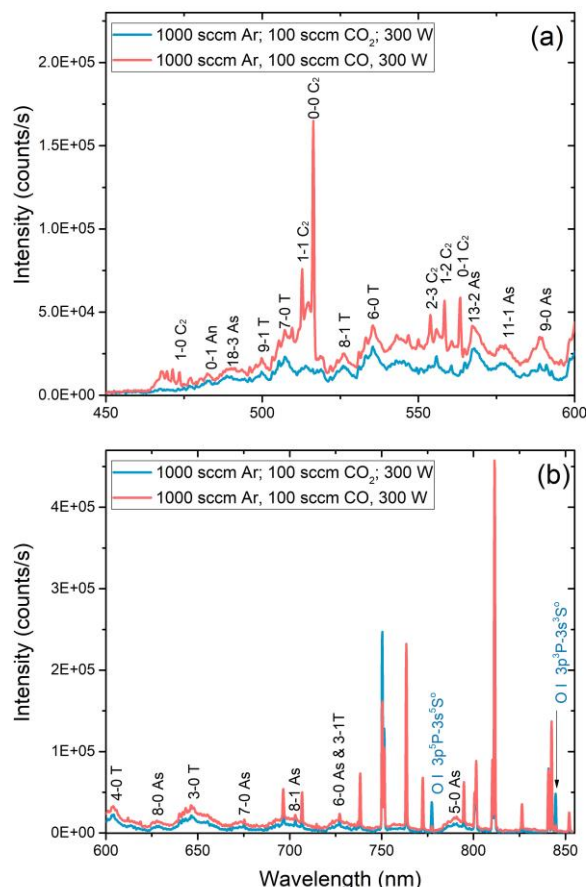 1000 sccm Ar; 100 sccm CO₂; 300 W
1000 sccm Ar, 100 sccm CO, 300 W
(a)
2.0E+05
1.5E+05
1.0E+05
5.0E+04
0.0E+00
Intensity (counts/s)
1-0 C₂
0-1 An
18-3 As
9-1 T
7-0 T
1-1 C₂
0-0 C₂
8-1 T
6-0 T
2-3 C₂
1-2 C₂
0-1 C₂
13-2 As
11-1 As
9-0 As
450 500 550 600
1000 sccm Ar; 100 sccm CO₂; 300 W
1000 sccm Ar, 100 sccm CO, 300 W
(b)
4E+05
3E+05
2E+05
1E+05
0E+00
Intensity (counts/s)
4-0 T
8-0 As
3-0 T
7-0 As
8-1 As
6-0 As & 3-1T
O I 3p⁵P-3s⁵S°
5-0 As
O I 3p³P-3s³S°
600 650 700 750 800 850
Wavelength (nm)